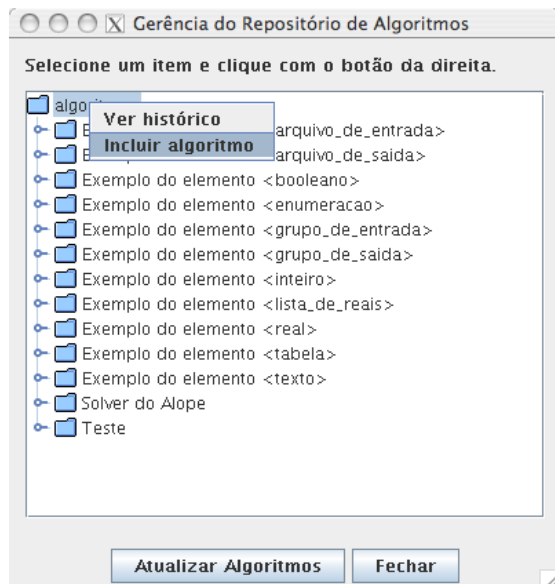 Gerência do Repositório de Algoritmos
Selecione um item e clique com o botão da direita.
Ver histórico
arquivo_de_entrada>
Incluir algoritmo
arquivo_de_saida>
Exemplo do elemento <booleano>
Exemplo do elemento <enumeracao>
Exemplo do elemento <grupo_de_entrada>
Exemplo do elemento <grupo_de_saida>
Exemplo do elemento <inteiro>
Exemplo do elemento <lista_de_reais>
Exemplo do elemento <real>
Exemplo do elemento <tabela>
Exemplo do elemento <texto>
Solver do Alope
Teste
Atualizar Algoritmos Fechar